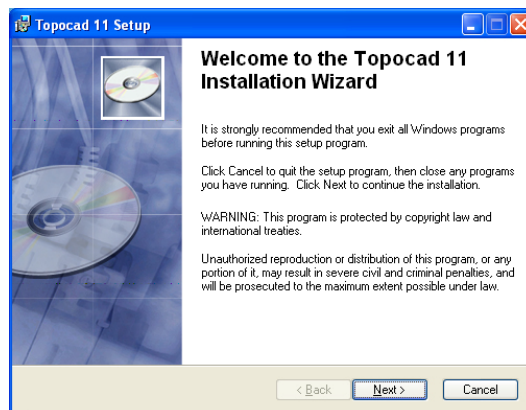 Topocad 11 Setup
Welcome to the Topocad 11
Installation Wizard
It is strongly recommended that you exit all Windows programs
before running this setup program.
Click Cancel to quit the setup program, then close any programs
you have running. Click Next to continue the installation.
WARNING: This program is protected by copyright law and
international treaties.
Unauthorized reproduction or distribution of this program, or any
portion of it, may result in severe civil and criminal penalties, and
will be prosecuted to the maximum extent possible under law.
< Back Next > Cancel